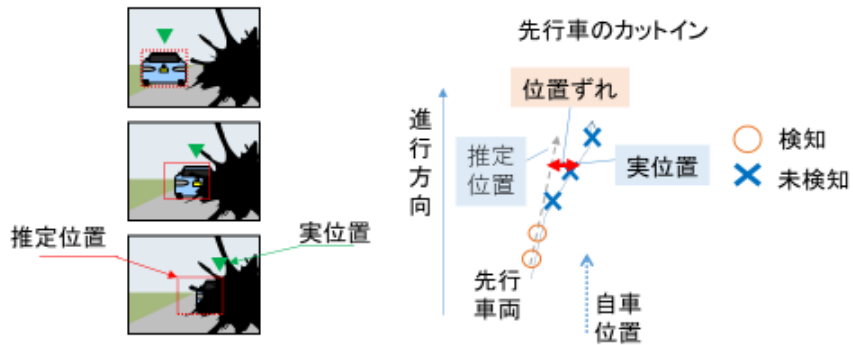 先行車のカットイン
位置ずれ
進行方向
推定
位置
実位置
検知
未検知
推定位置
実位置
先行
車両
自車
位置